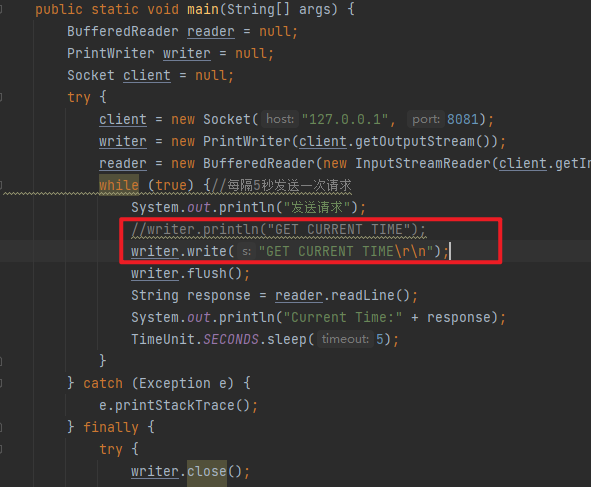 public static void main(String[] args) {
BufferedReader reader = null;
PrintWriter writer = null;
Socket client = null;
try {
client = new Socket( host: "127.0.0.1", port: 8081);
writer = new PrintWriter(client.getOutputStream());
reader = new BufferedReader(new InputStreamReader(client.getIn
while (true) {//每隔5秒发送一次请求
System.out.println("发送请求");
//writer.println("GET CURRENT TIME");
writer.write( s: "GET CURRENT TIME\r\n");
writer.flush();
String response = reader.readLine();
System.out.println("Current Time:" + response);
TimeUnit.SECONDS.sleep( timeout: 5);
}
} catch (Exception e) {
e.printStackTrace();
} finally {
try {
writer.close();